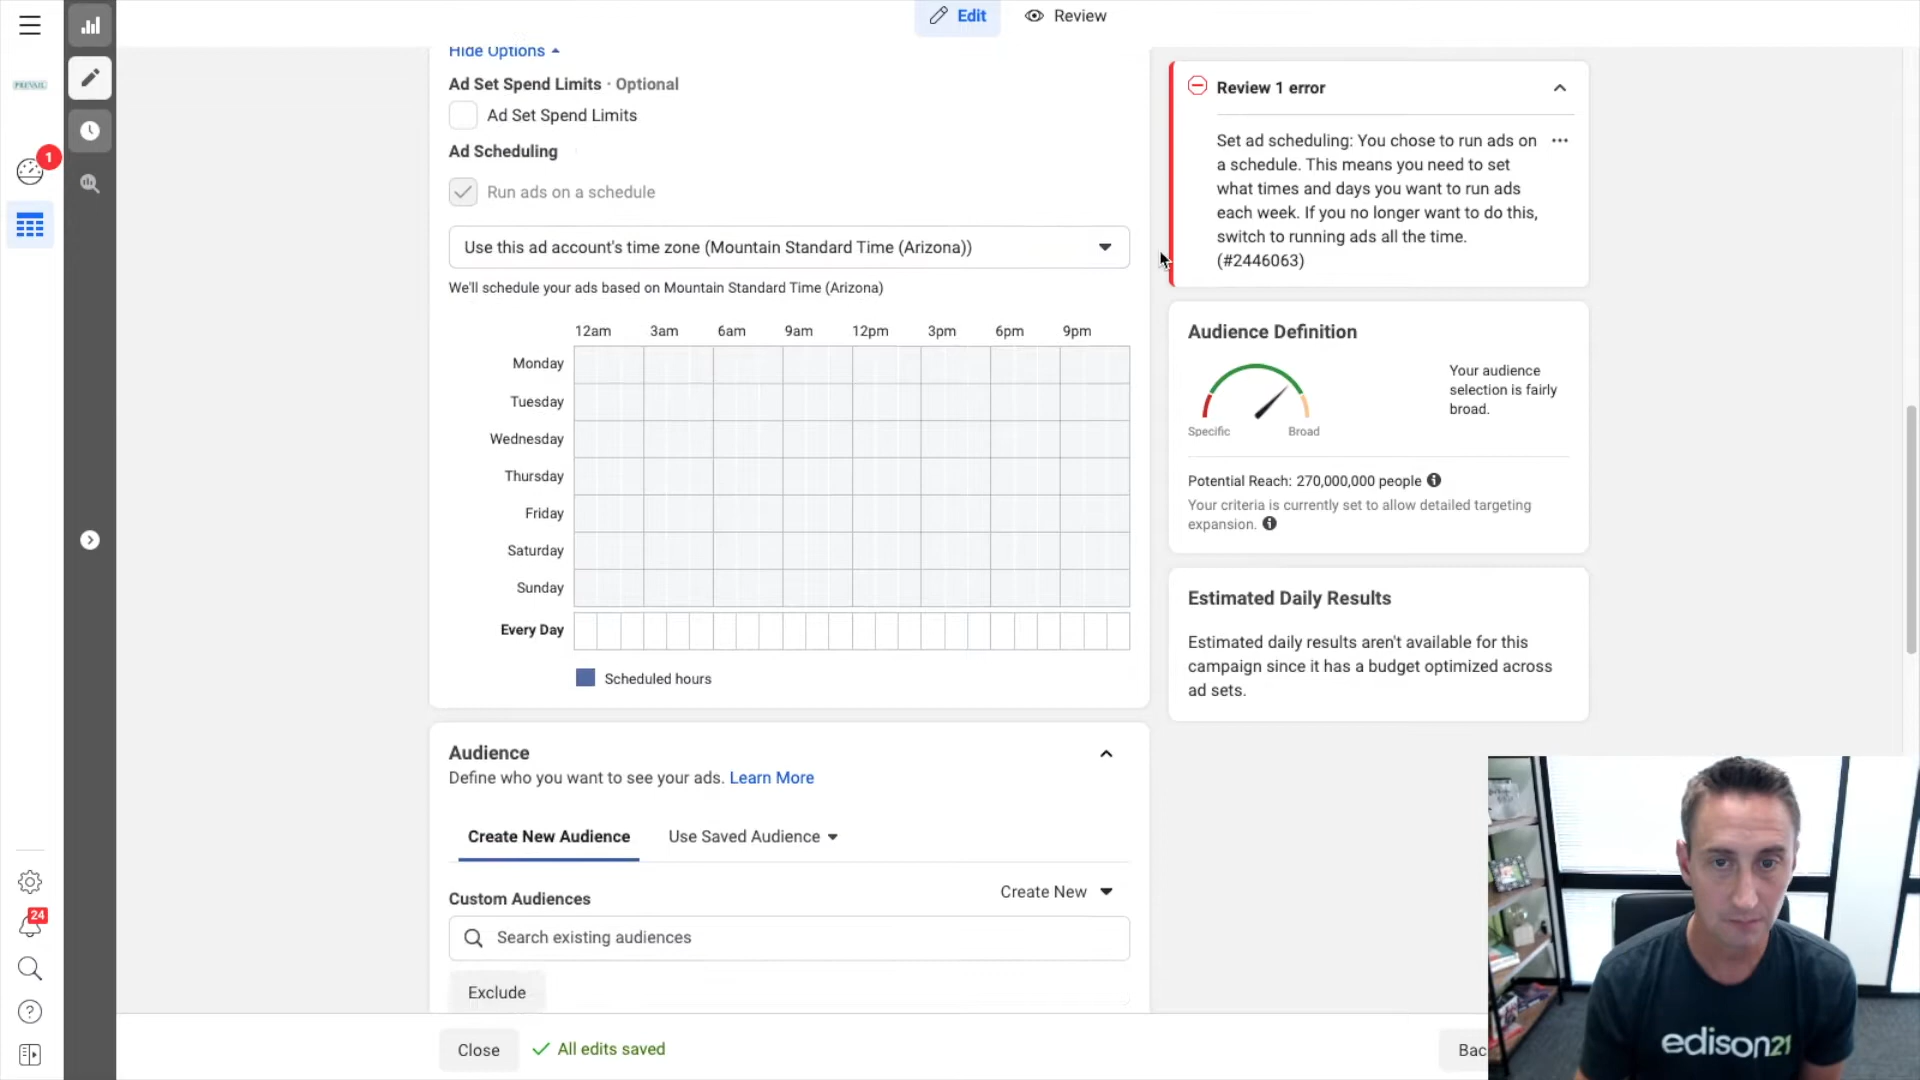 Edit
Review
PREVAIL
1
24
Hide Options
Ad Set Spend Limits · Optional
Ad Set Spend Limits
Ad Scheduling
Run ads on a schedule
Use this ad account's time zone (Mountain Standard Time (Arizona))
We'll schedule your ads based on Mountain Standard Time (Arizona)
12am 3am 6am 9am 12pm 3pm 6pm 9pm
Monday
Tuesday
Wednesday
Thursday
Friday
Saturday
Sunday
Every Day
Scheduled hours
Audience
Define who you want to see your ads. Learn More
Create New Audience
Use Saved Audience
Custom Audiences
Create New
Search existing audiences
Exclude
Close
All edits saved
Bac
Review 1 error
Set ad scheduling: You chose to run ads on
a schedule. This means you need to set
what times and days you want to run ads
each week. If you no longer want to do this,
switch to running ads all the time.
(#2446063)
Audience Definition
Your audience
selection is fairly
broad.
Specific
Broad
Potential Reach: 270,000,000 people
Your criteria is currently set to allow detailed targeting
expansion.
Estimated Daily Results
Estimated daily results aren't available for this
campaign since it has a budget optimized across
ad sets.
edison21